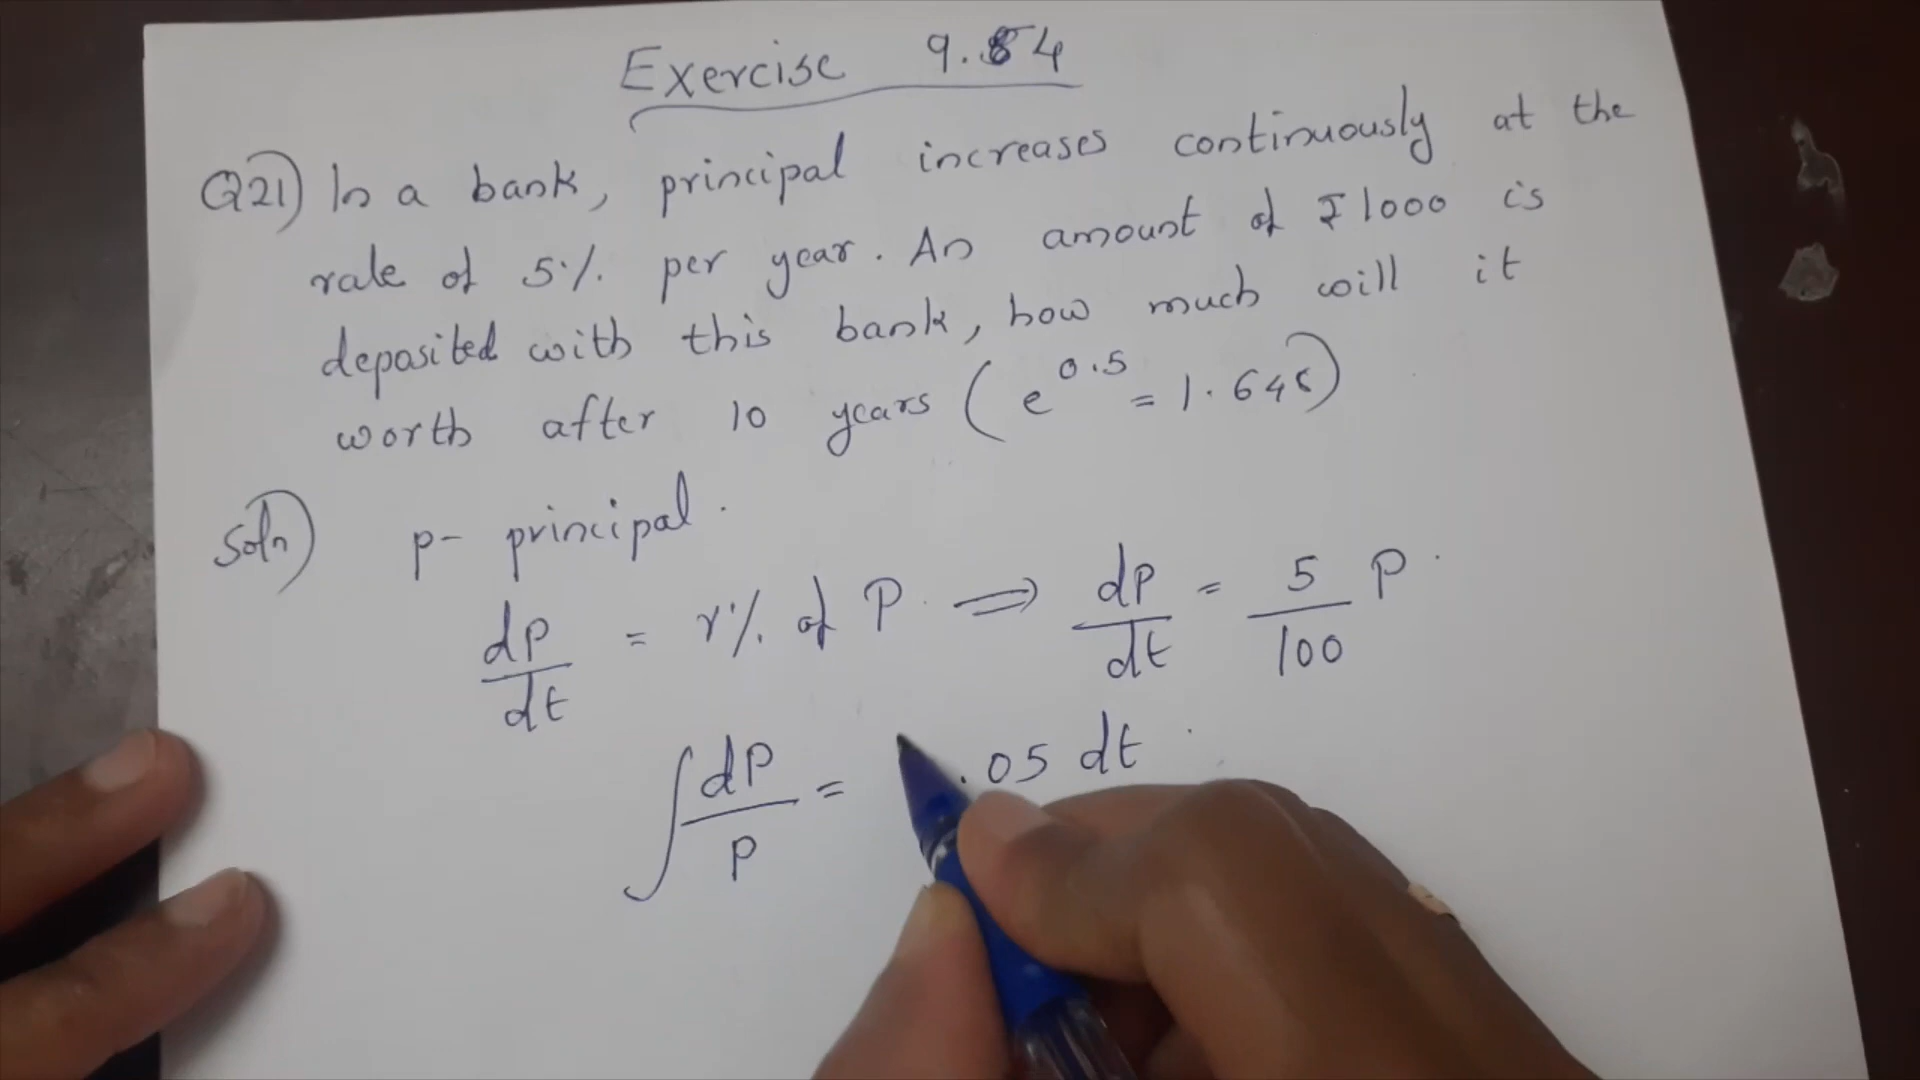 Exercise 9.4
Q21) In a bank, principal increases continuously at the
rate of 5% per year. An amount of ₹1000 is
deposited with this bank, how much will it
worth after 10 years (e^0.5 = 1.648)
Soln) p- principal.
dp/dt = r% of P. ⟹ dp/dt = 5/100 P.
∫ dP/P = .05 dt